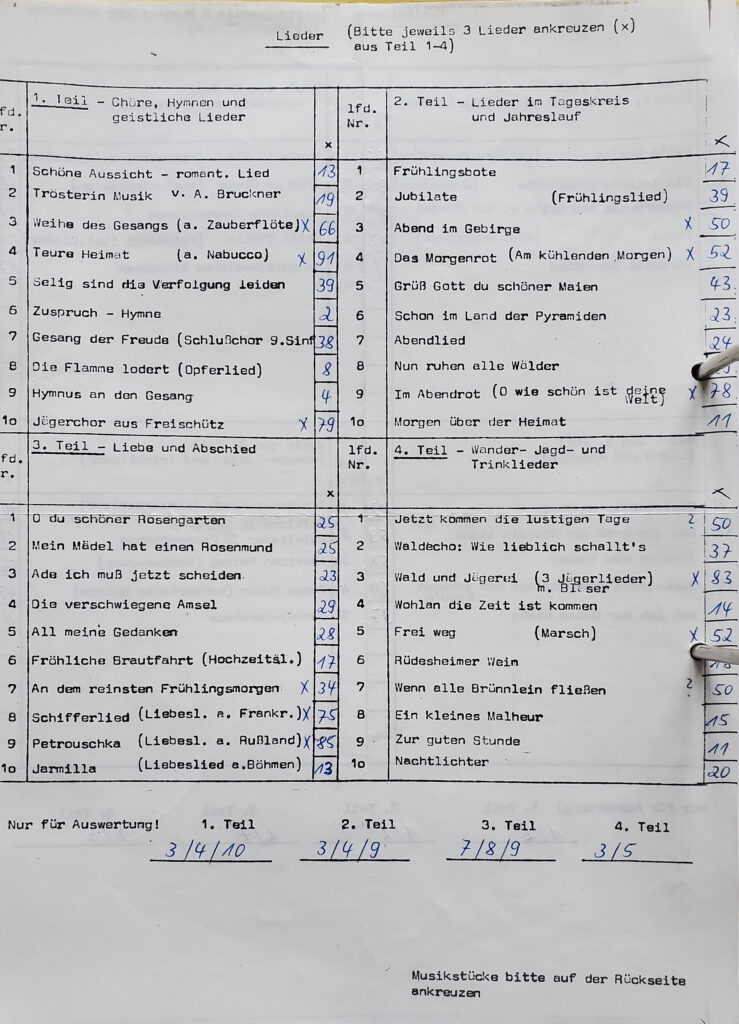 Lieder (Bitte jeweils 3 Lieder ankreuzen (x)
aus Teil 1-4)
lfd. nr. 1. Teil - Chöre, Hymnen und geistliche Lieder x
1 Schöne Aussicht - romant. Lied 13
2 Trösterin Musik v. A. Bruckner 19
3 Weihe des Gesangs (a. Zauberflöte) X 66
4 Teure Heimat (a. Nabucco) X 91
5 Selig sind die Verfolgung leiden 39
6 Zuspruch - Hymne 2
7 Gesang der Freude (Schlußchor 9.Sinf 38
8 Die Flamme lodert (Opferlied) 8
9 Hymnus an den Gesang 4
1o Jägerchor aus Freischütz X 79
lfd. Nr. 2. Teil - Lieder im Tageskreis und Jahreslauf x
1 Frühlingsbote 17
2 Jubilate (Frühlingslied) 39
3 Abend im Gebirge X 50
4 Das Morgenrot (Am kühlenden Morgen) X 52
5 Grüß Gott du schöner Maien 43
6 Schon im Land der Pyramiden 23
7 Abendlied 24
8 Nun ruhen alle Wälder
9 Im Abendrot (O wie schön ist deine Welt) X 78
1o Morgen über der Heimat 11
fd. r. 3. Teil - Liebe und Abschied x
1 O du schöner Rosengarten 25
2 Mein Mädel hat einen Rosenmund 25
3 Ade ich muß jetzt scheiden 23
4 Die verschwiegene Amsel 29
5 All meine Gedanken 28
6 Fröhliche Brautfahrt (Hochzeitsl.) 17
7 An dem reinsten Frühlingsmorgen X 34
8 Schifferlied (Liebesl. a. Frankr.) X 75
9 Petrouschka (Liebesl. a. Rußland) X 85
1o Jarmilla (Liebeslied a.Böhmen) 13
lfd. Nr. 4. Teil - Wander- Jagd- und Trinklieder x
1 Jetzt kommen die lustigen Tage ? 50
2 Waldecho: Wie lieblich schallt's 37
3 Wald und Jägerei (3 Jägerlieder) m. Bläser X 83
4 Wohlan die Zeit ist kommen 14
5 Frei weg (Marsch) X 52
6 Rüdesheimer Wein
7 Wenn alle Brünnlein fließen ? 50
8 Ein kleines Malheur 15
9 Zur guten Stunde 11
1o Nachtlichter 20
Nur für Auswertung! 1. Teil 2. Teil 3. Teil 4. Teil
3/4/10 3/4/9 7/8/9 3/5
Musikstücke bitte auf der Rückseite
ankreuzen